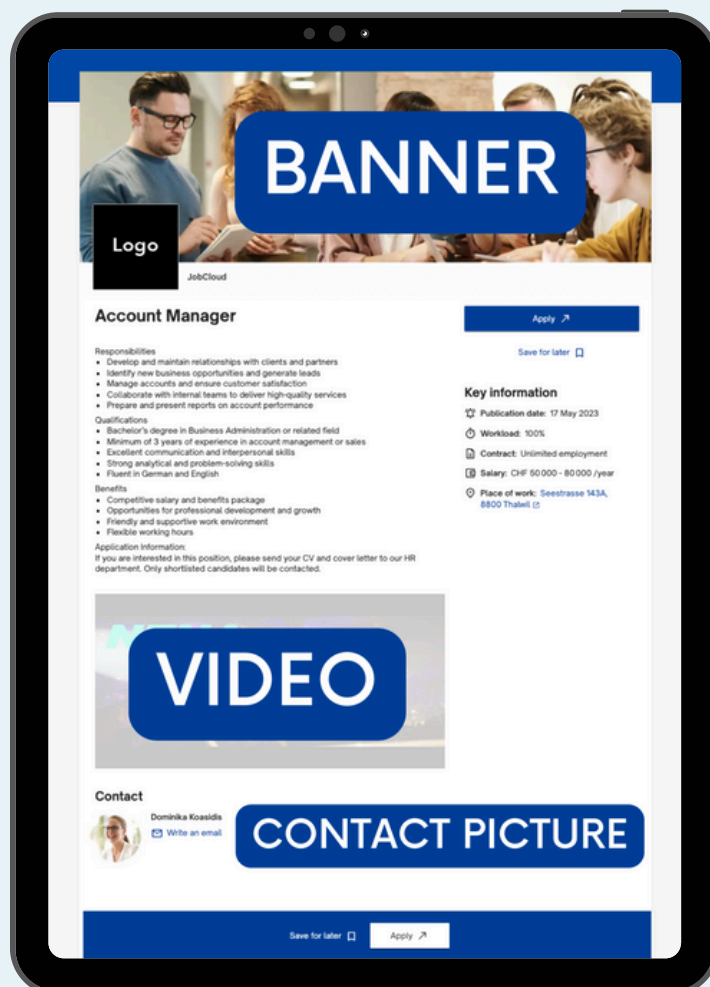 BANNER
Logo
JobCloud
Account Manager
Responsibilities
• Develop and maintain relationships with clients and partners
• Identify new business opportunities and generate leads
• Manage accounts and ensure customer satisfaction
• Collaborate with internal teams to deliver high-quality services
• Prepare and present reports on account performance
Qualifications
• Bachelor's degree in Business Administration or related field
• Minimum of 3 years of experience in account management or sales
• Excellent communication and interpersonal skills
• Strong analytical and problem-solving skills
• Fluent in German and English
Benefits
• Competitive salary and benefits package
• Opportunities for professional development and growth
• Friendly and supportive work environment
• Flexible working hours
Application Information:
If you are interested in this position, please send your CV and cover letter to our HR
department. Only shortlisted candidates will be contacted.
Apply
Save for later
Key information
Publication date: 17 May 2023
Workload: 100%
Contract: Unlimited employment
Salary: CHF 60 000 - 80 000 /year
Place of work: Seestrasse 143A,
8800 Thalwil
VIDEO
Contact
Dominika Koasidis
Write an email
CONTACT PICTURE
Save for later
Apply